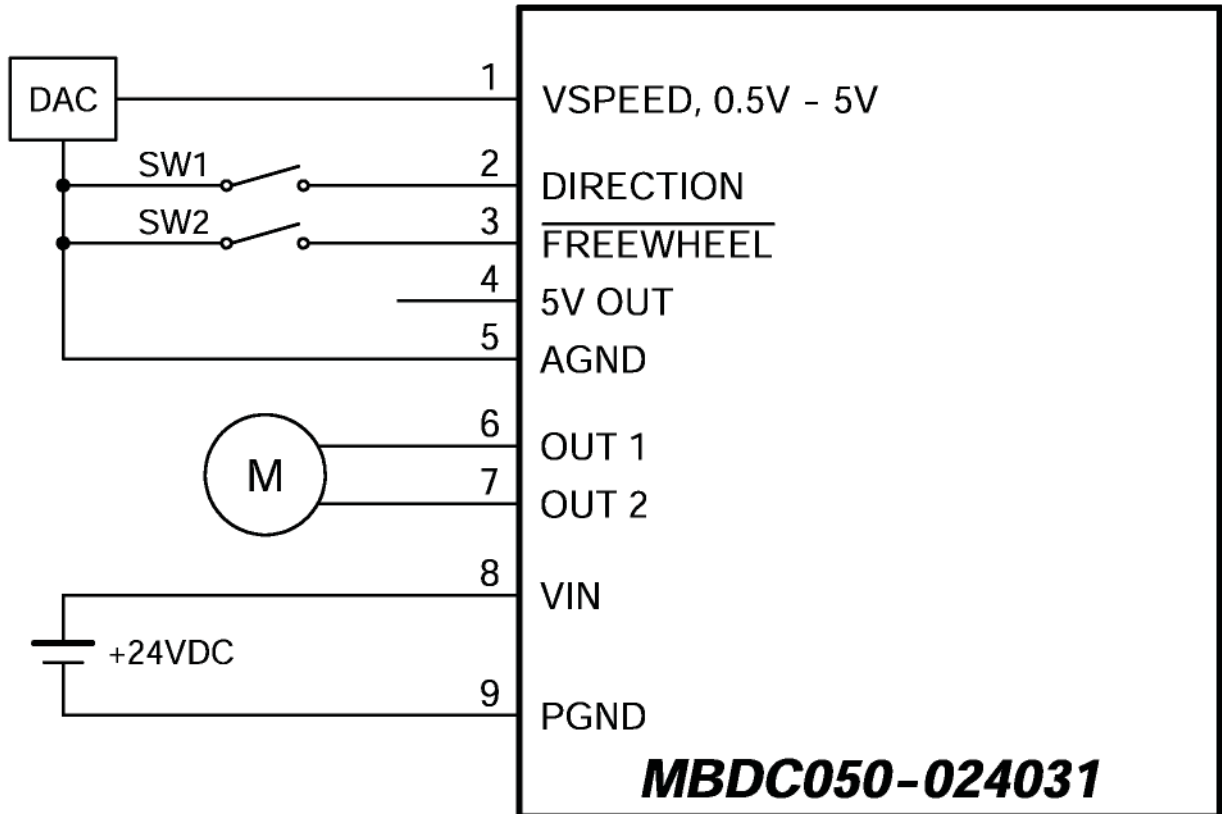 DAC
1
VSPEED, 0.5V - 5V
SW1
2
DIRECTION
SW2
3
FREEWHEEL
4
5V OUT
5
AGND
M
6
OUT 1
7
OUT 2
8
VIN
+24VDC
9
PGND
MBDC050-024031